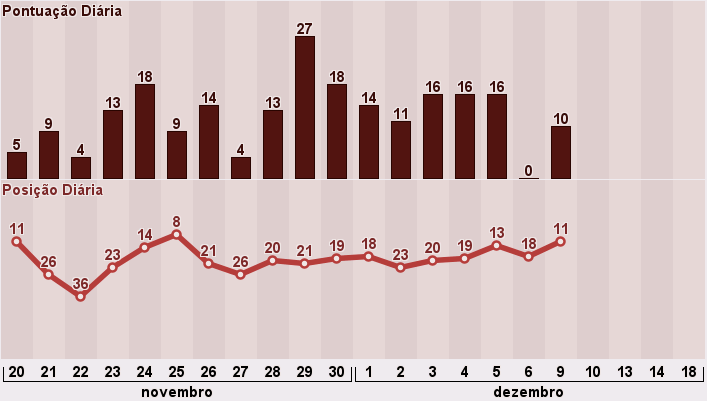 Pontuação Diária
5 9 4 13 18 9 14 4 13 27 18 14 11 16 16 16 0 10
Posição Diária
11 26 36 23 14 8 21 26 20 21 19 18 23 20 19 13 18 11
20 21 22 23 24 25 26 27 28 29 30 1 2 3 4 5 6 9 10 13 14 18
novembro dezembro